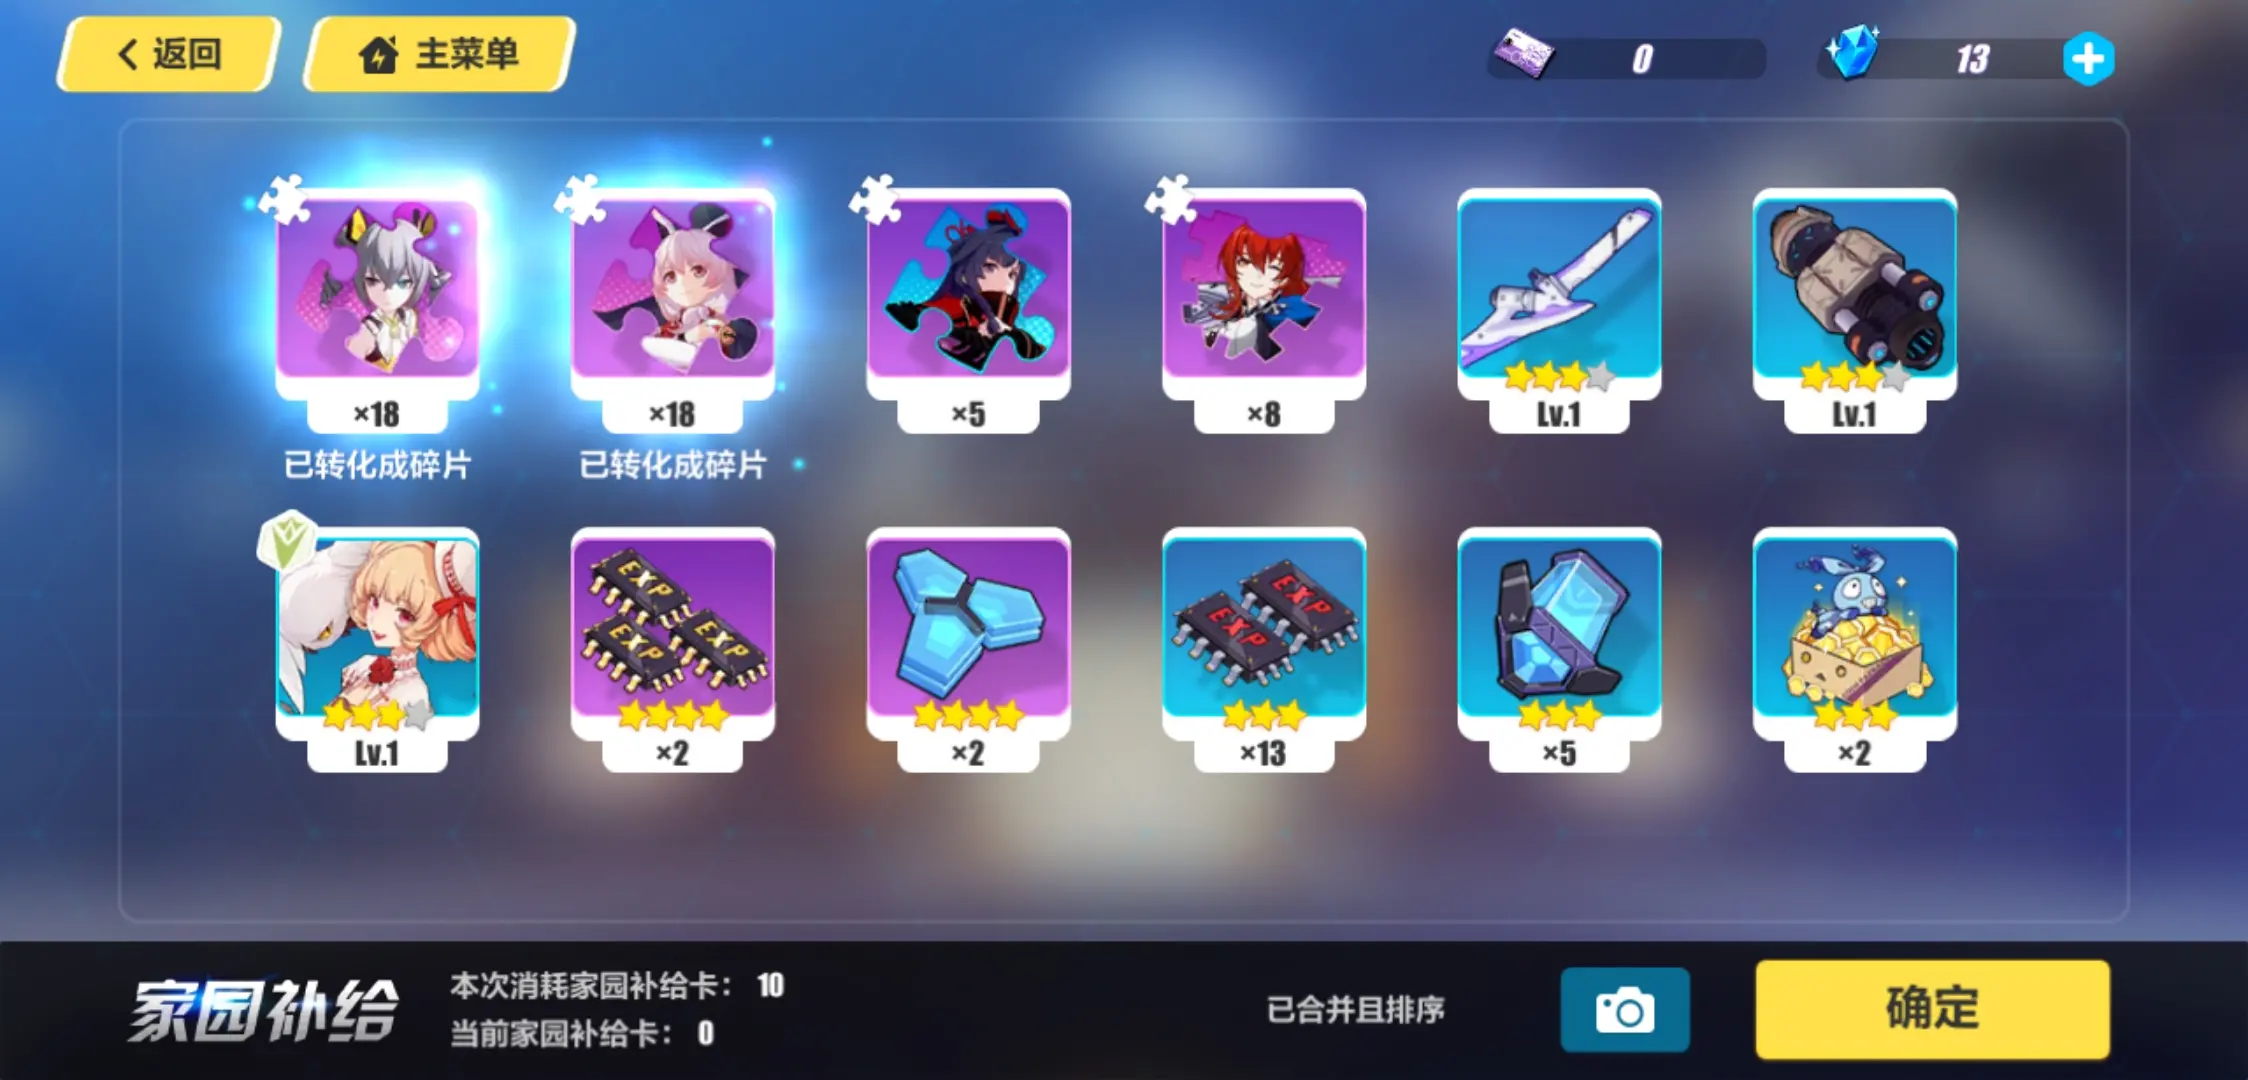 返回
主菜单
0
13
×18
×18
×5
×8
Lv.1
Lv.1
已转化成碎片
已转化成碎片
EXP
EXP
EXP
EXP
EXP
Lv.1
×2
×2
×13
×5
×2
家园补给
本次消耗家园补给卡： 10
当前家园补给卡： 0
已合并且排序
确定